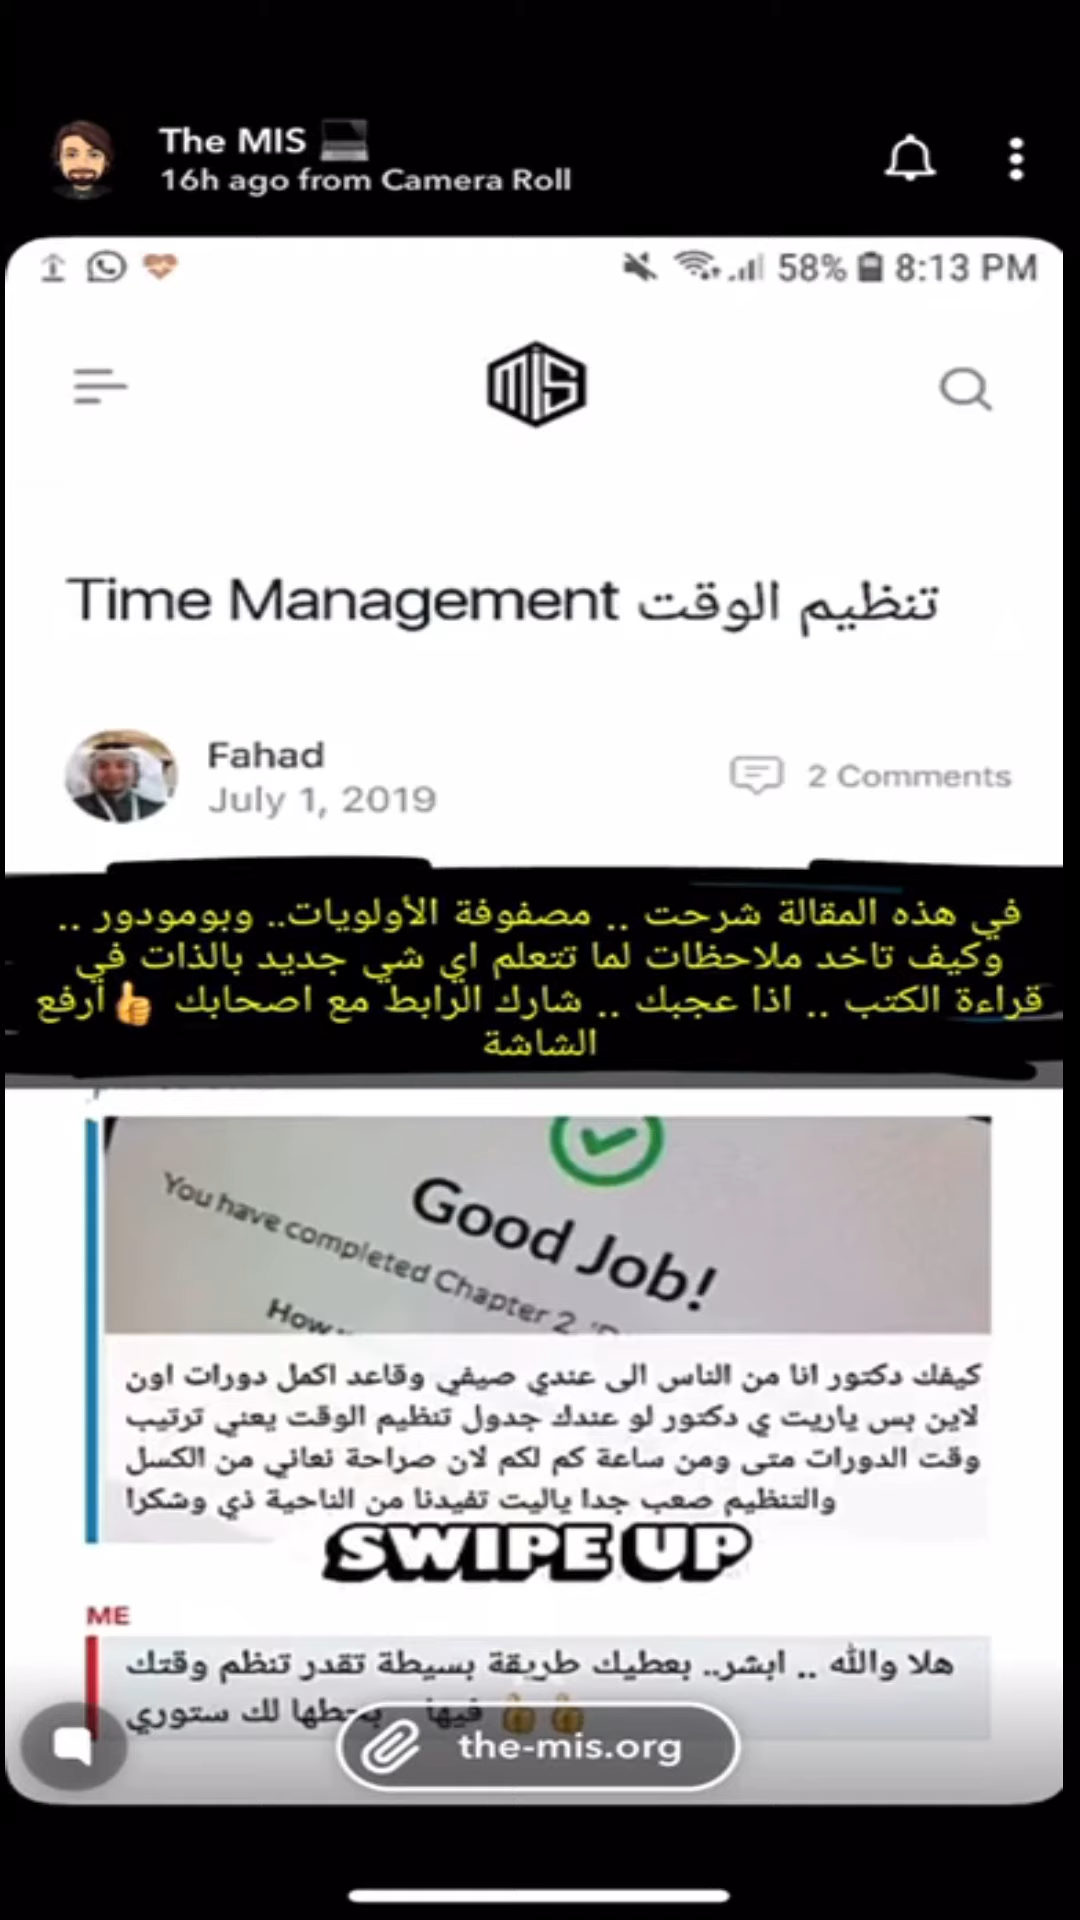 The MIS
16h ago from Camera Roll
58% 8:13 PM
MIS
Time Management تنظيم الوقت
Fahad
July 1, 2019
2 Comments
في هذه المقالة شرحت .. مصفوفة الأولويات.. وبومودور ..
وكيف تاخد ملاحظات لما تتعلم اي شي جديد بالذات في
قراءة الكتب .. اذا عجبك .. شارك الرابط مع اصحابك 👍ارفع
الشاشة
Good Job!
You have completed Chapter 2,
How
كيفك دكتور انا من الناس الى عندي صيفي وقاعد اكمل دورات اون
لاين بس ياريت ي دكتور لو عندك جدول تنظيم الوقت يعني ترتيب
وقت الدورات متى ومن ساعة كم لكم لان صراحة نعاني من الكسل
والتنظيم صعب جدا ياليت تفيدنا من الناحية ذي وشكرا
SWIPE UP
ME
هلا والله .. ابشر.. بعطيك طريقة بسيطة تقدر تنظم وقتك
فيها بحطها لك ستوري 👍👍
the-mis.org